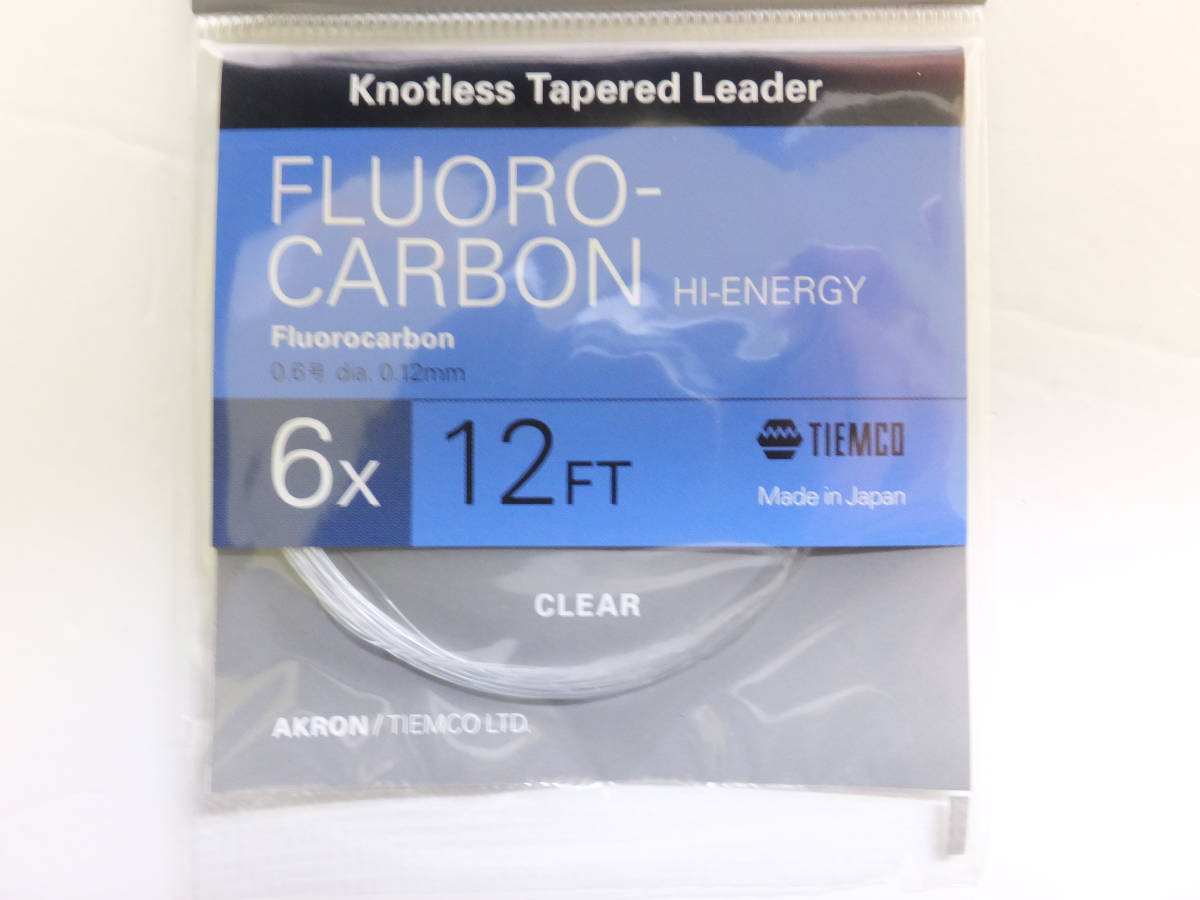 Knotless Tapered Leader
FLUORO-
CARBON HI-ENERGY
Fluorocarbon
0.6号 dia. 0.12mm
6X 12FT
TIEMCO
Made in Japan
CLEAR
AKRON / TIEMCO LTD.